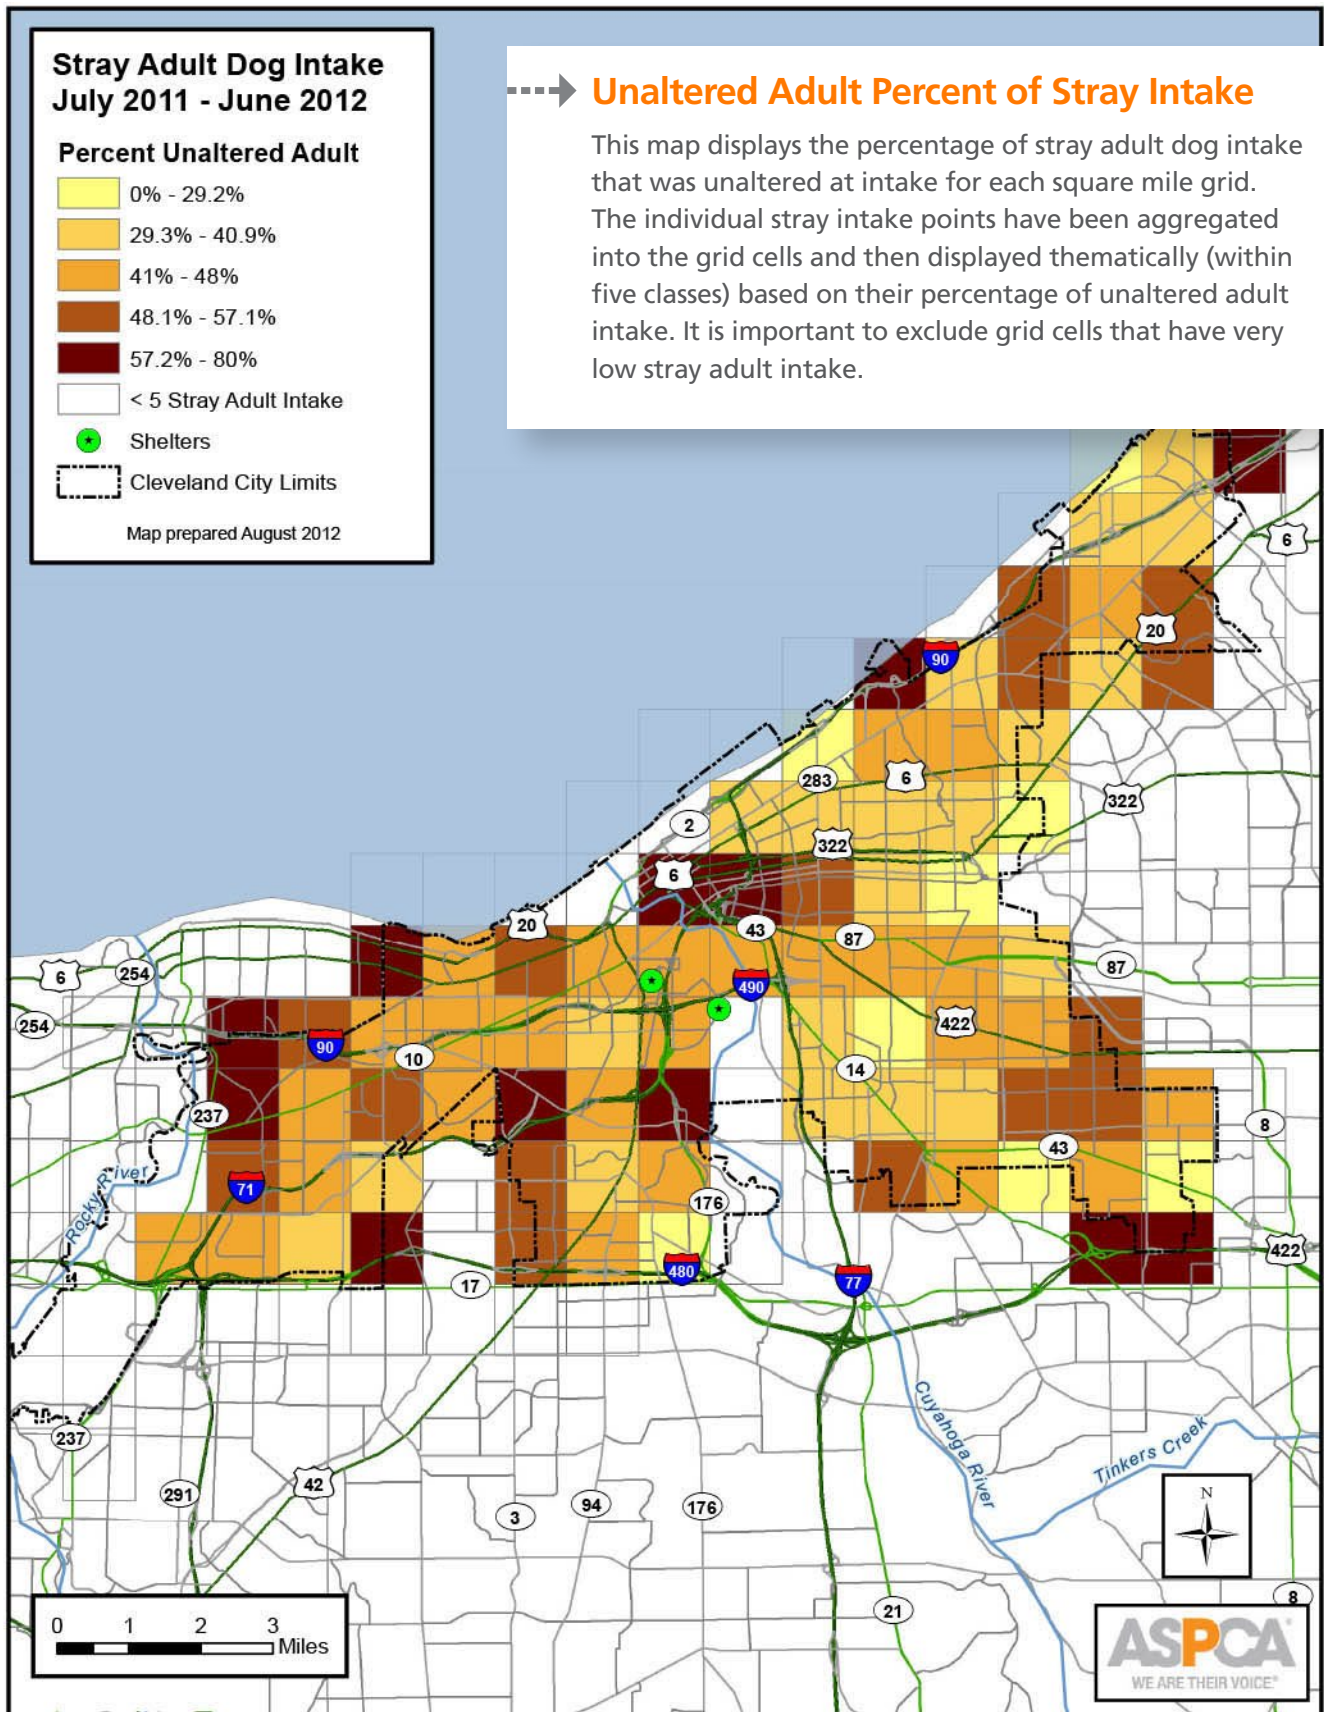 Stray Adult Dog Intake
July 2011 - June 2012
Percent Unaltered Adult
0% - 29.2%
29.3% - 40.9%
41% - 48%
48.1% - 57.1%
57.2% - 80%
< 5 Stray Adult Intake
Shelters
Cleveland City Limits
Map prepared August 2012
Unaltered Adult Percent of Stray Intake
This map displays the percentage of stray adult dog intake
that was unaltered at intake for each square mile grid.
The individual stray intake points have been aggregated
into the grid cells and then displayed thematically (within
five classes) based on their percentage of unaltered adult
intake. It is important to exclude grid cells that have very
low stray adult intake.
6
20
90
283
6
322
2
322
6
20
43
87
6
254
87
490
254
422
90
10
14
237
8
43
Rocky River
71
176
422
480
17
77
Cuyahoga River
Tinkers Creek
237
42
291
94
176
3
N
21
8
0 1 2 3
Miles
ASPCA®
WE ARE THEIR VOICE®